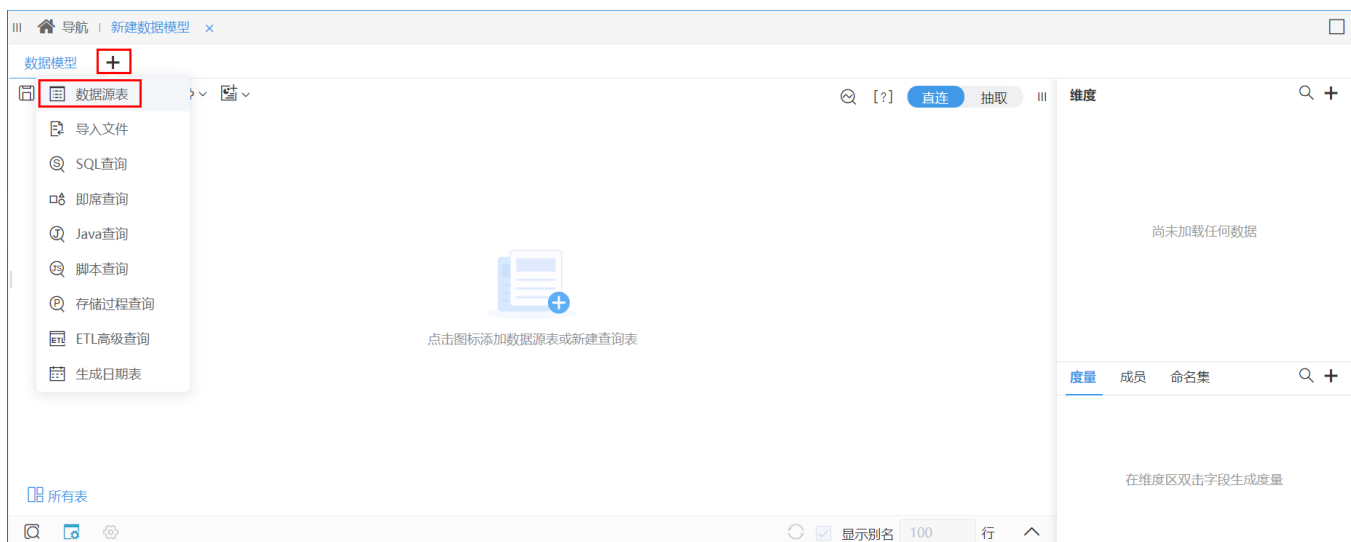 导航 新建数据模型 ×
数据模型 +
数据源表
导入文件
SQL查询
即席查询
Java查询
脚本查询
存储过程查询
ETL高级查询
生成日期表
[?] 直连 抽取
点击图标添加数据源表或新建查询表
所有表
显示别名 100 行
维度
尚未加载任何数据
度量 成员 命名集
在维度区双击字段生成度量